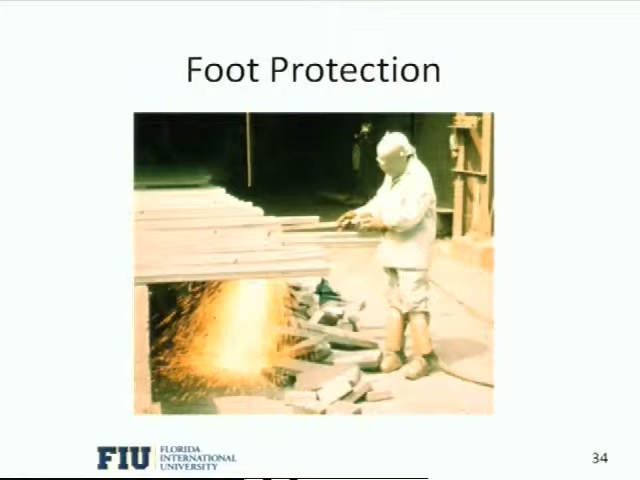 Foot Protection
FIU
FLORIDA
INTERNATIONAL
UNIVERSITY
34